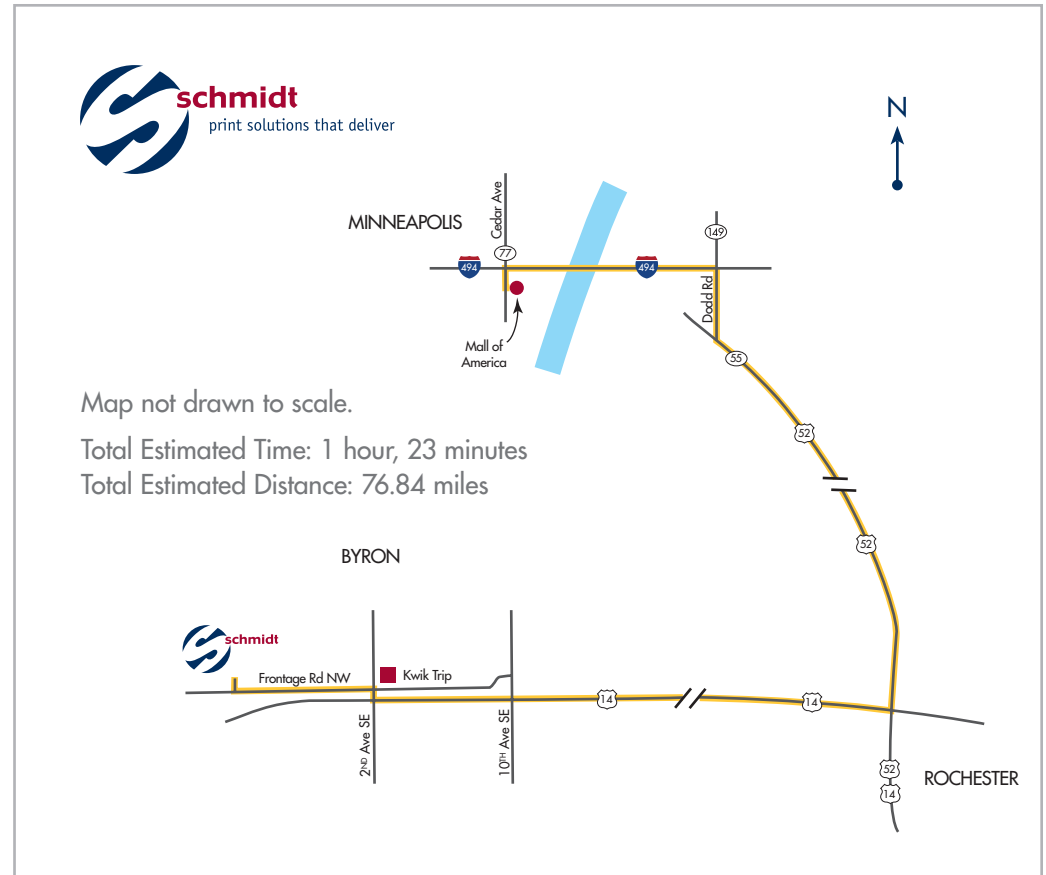 schmidt
print solutions that deliver
N
MINNEAPOLIS
Cedar Ave
77
149
494
494
Dodd Rd
Mall of
America
55
Map not drawn to scale.
52
Total Estimated Time: 1 hour, 23 minutes
Total Estimated Distance: 76.84 miles
52
BYRON
schmidt
Frontage Rd NW
Kwik Trip
14
14
2ND Ave SE
10TH Ave SE
52
ROCHESTER
14